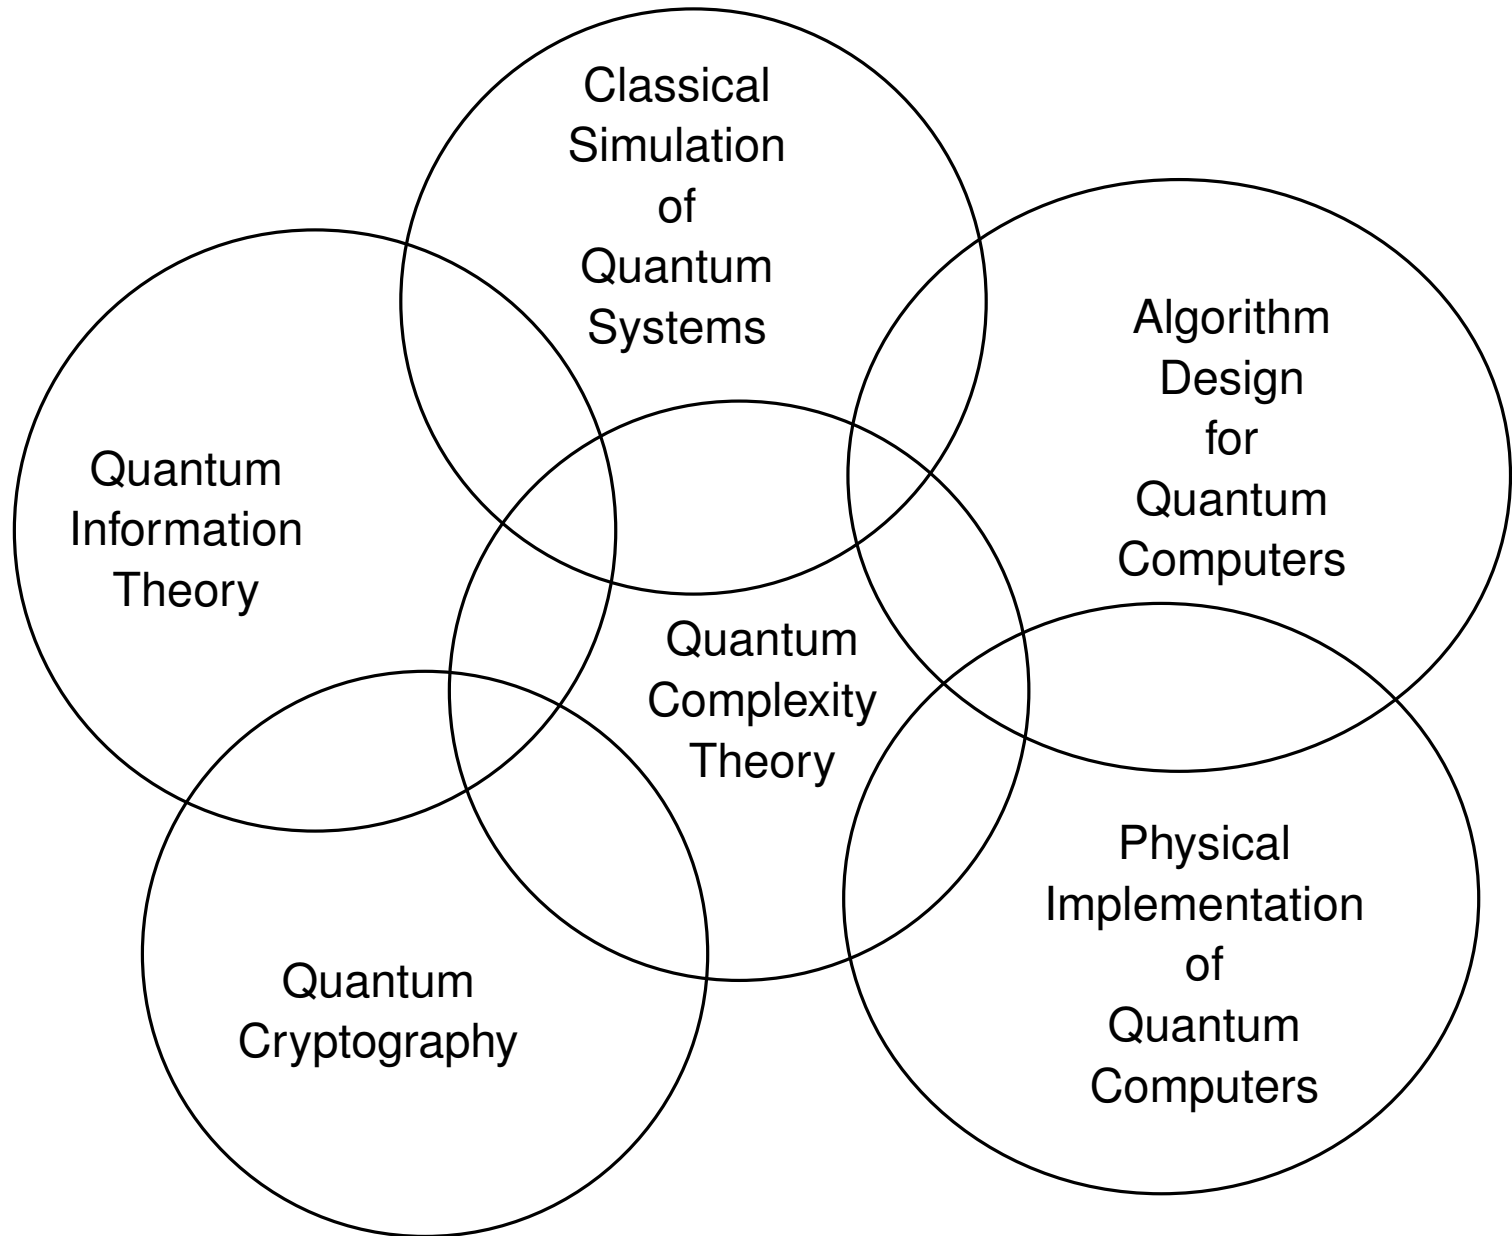 Classical
Simulation
of
Quantum
Systems
Algorithm
Design
for
Quantum
Computers
Quantum
Information
Theory
Quantum
Complexity
Theory
Physical
Implementation
of
Quantum
Computers
Quantum
Cryptography